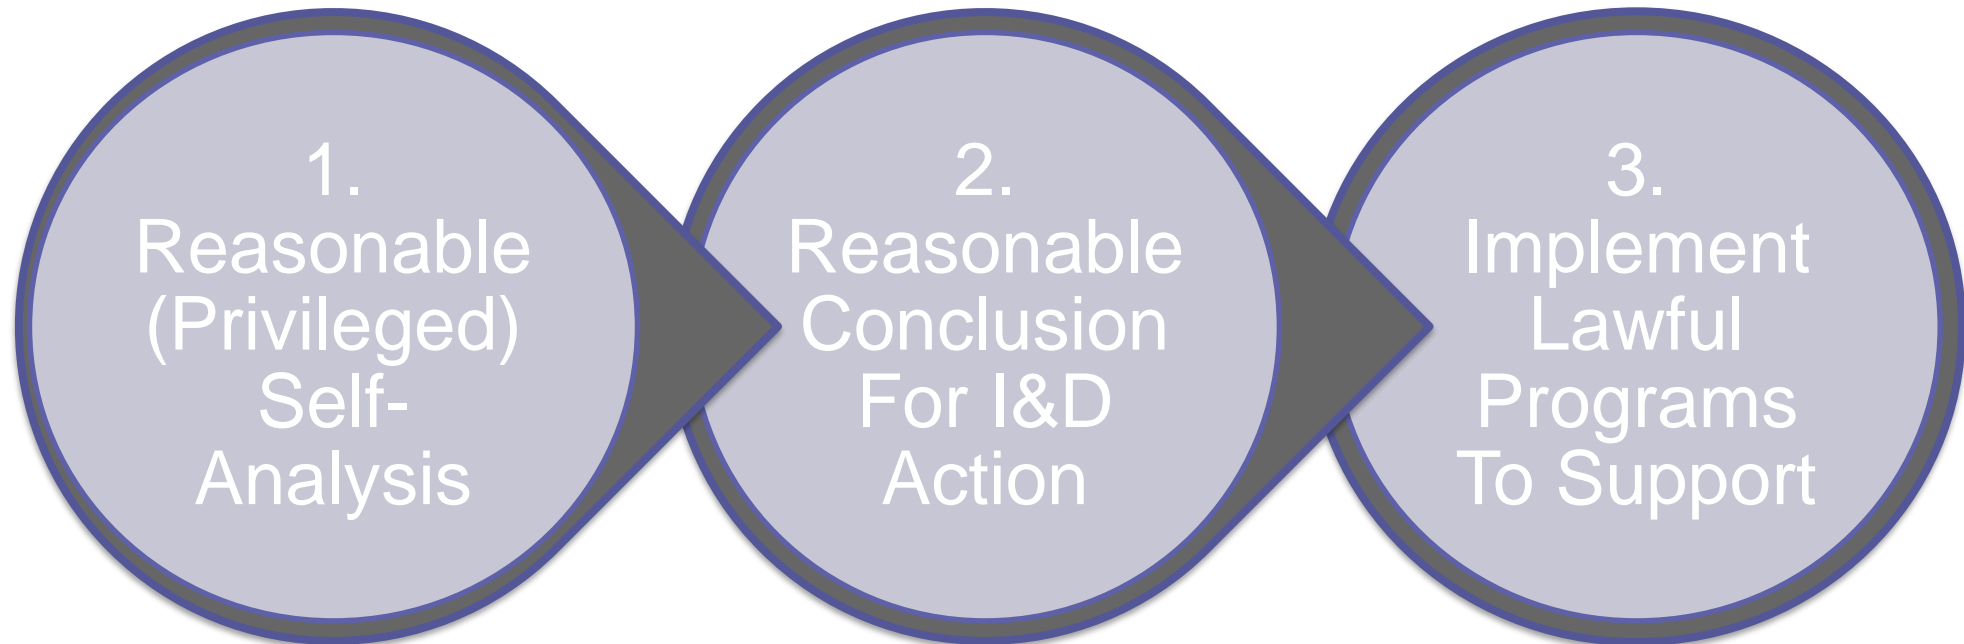 1.
Reasonable
(Privileged)
Self-
Analysis
2.
Reasonable
Conclusion
For I&D
Action
3.
Implement
Lawful
Programs
To Support